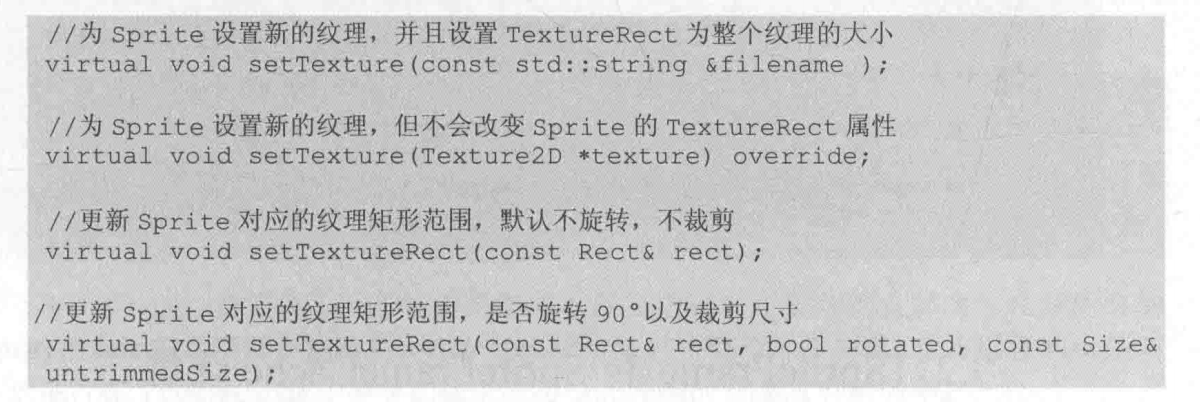 //为 Sprite 设置新的纹理，并且设置 TextureRect 为整个纹理的大小
virtual void setTexture(const std::string &filename );
//为 Sprite 设置新的纹理，但不会改变 Sprite 的 TextureRect 属性
virtual void setTexture(Texture2D *texture) override;
//更新 Sprite 对应的纹理矩形范围，默认不旋转，不裁剪
virtual void setTextureRect(const Rect& rect);
//更新 Sprite 对应的纹理矩形范围，是否旋转 90°以及裁剪尺寸
virtual void setTextureRect(const Rect& rect, bool rotated, const Size&
untrimmedSize);